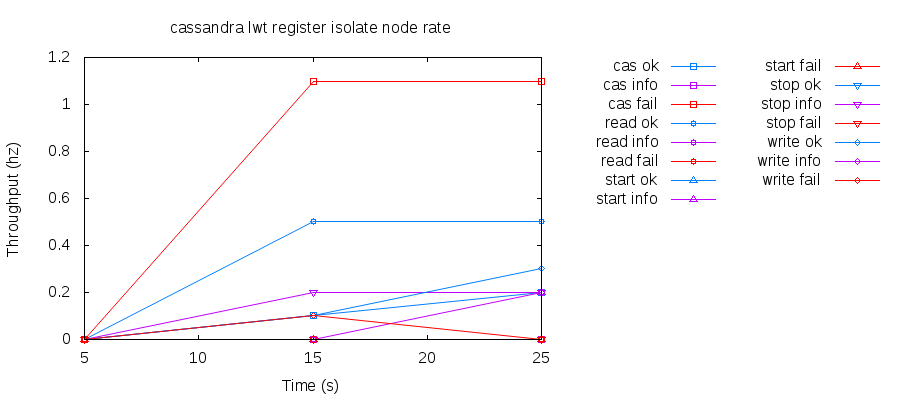 cassandra lwt register isolate node rate
1.2
1
0.8
0.6
0.4
0.2
0
5
10
15
20
25
Throughput (hz)
Time (s)
cas ok
cas info
cas fail
read ok
read info
read fail
start ok
start info
start fail
stop ok
stop info
stop fail
write ok
write info
write fail